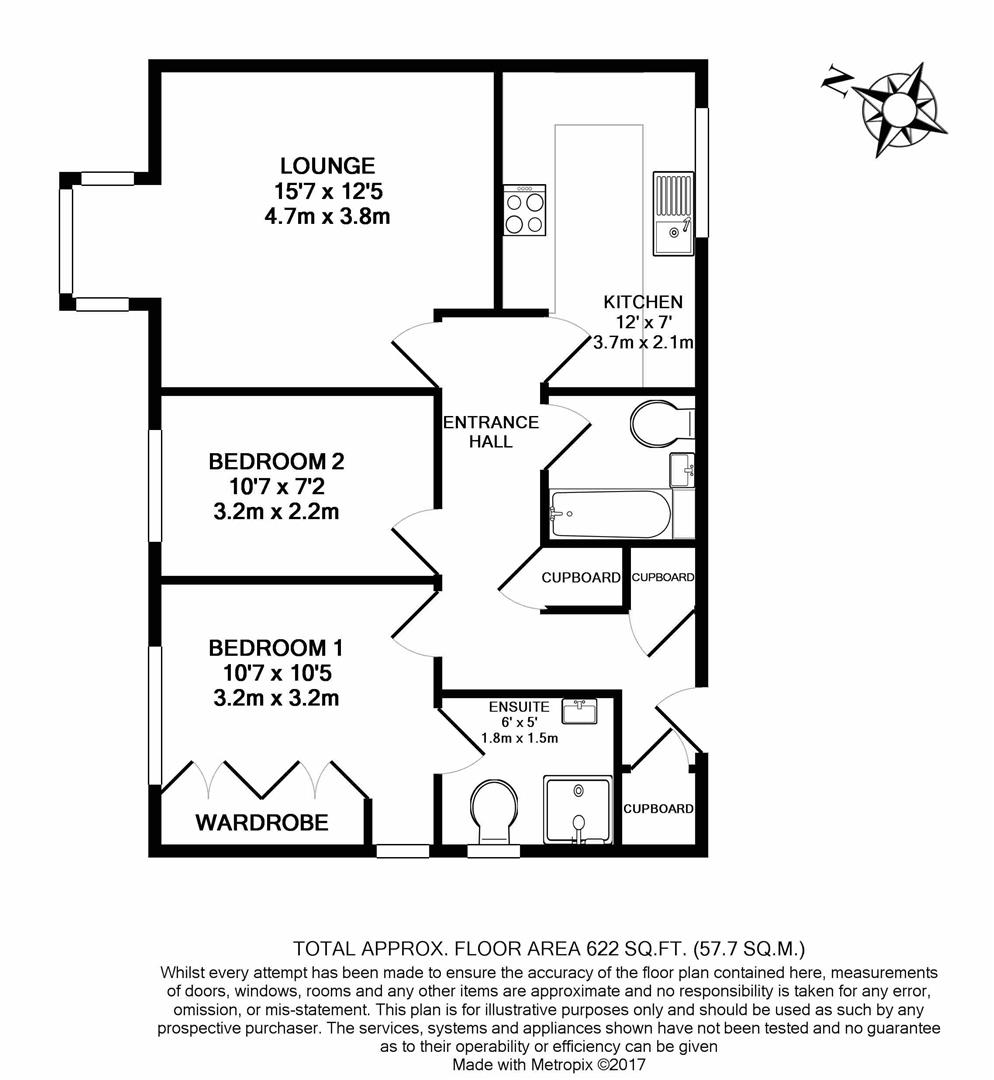 N
LOUNGE
15'7 x 12'5
4.7m x 3.8m
KITCHEN
12' x 7'
3.7m x 2.1m
ENTRANCE
HALL
BEDROOM 2
10'7 x 7'2
3.2m x 2.2m
CUPBOARD
CUPBOARD
BEDROOM 1
10'7 x 10'5
3.2m x 3.2m
ENSUITE
6' x 5'
1.8m x 1.5m
CUPBOARD
WARDROBE
TOTAL APPROX. FLOOR AREA 622 SQ.FT. (57.7 SQ.M.)
Whilst every attempt has been made to ensure the accuracy of the floor plan contained here, measurements
of doors, windows, rooms and any other items are approximate and no responsibility is taken for any error,
omission, or mis-statement. This plan is for illustrative purposes only and should be used as such by any
prospective purchaser. The services, systems and appliances shown have not been tested and no guarantee
as to their operability or efficiency can be given
Made with Metropix ©2017